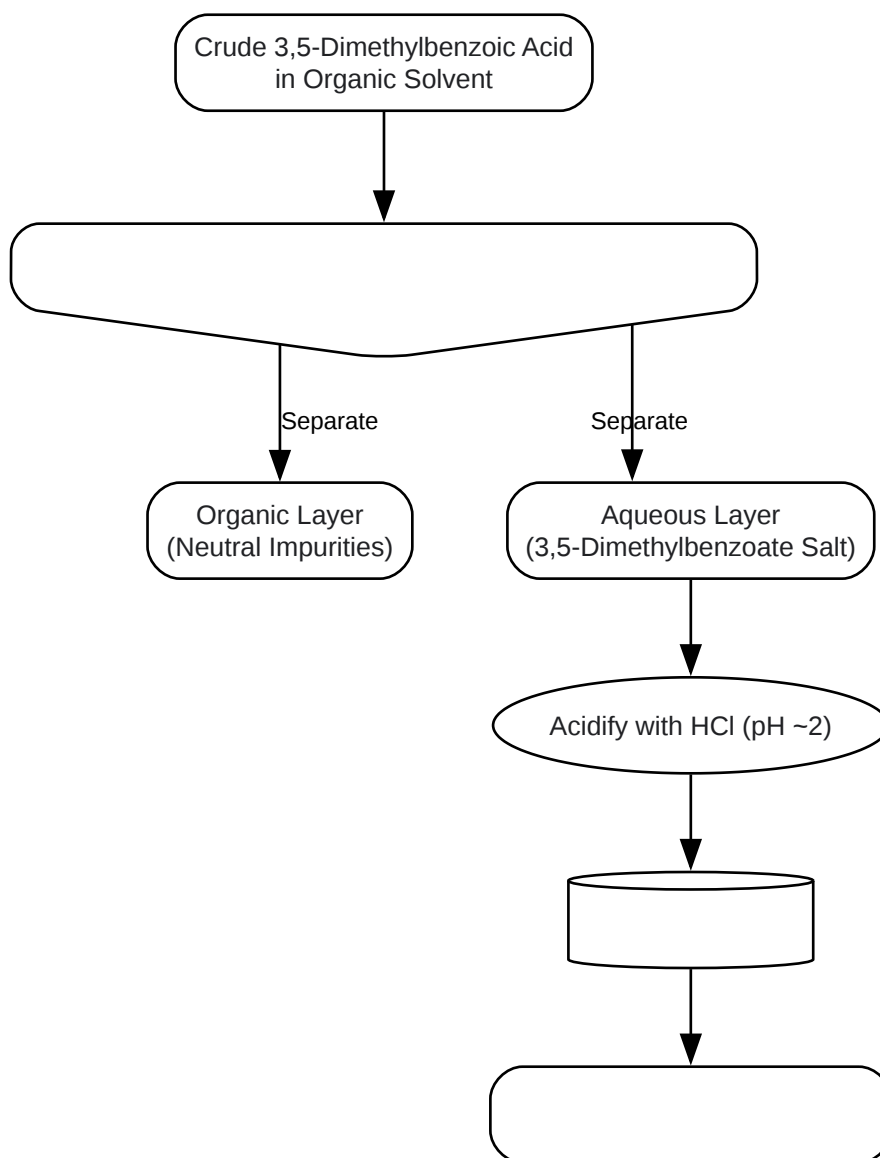 Crude 3,5-Dimethylbenzoic Acid
in Organic Solvent
Separate
Separate
Organic Layer
(Neutral Impurities)
Aqueous Layer
(3,5-Dimethylbenzoate Salt)
Acidify with HCl (pH ~2)